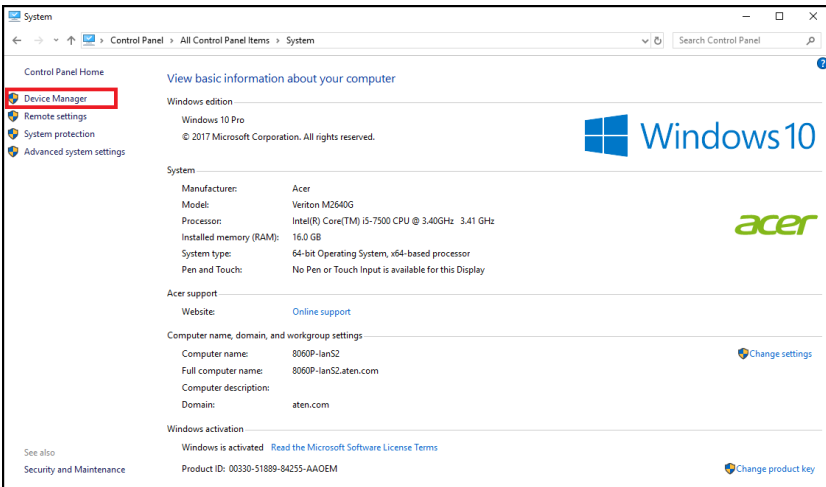 System
Control Panel > All Control Panel Items > System
Search Control Panel
Control Panel Home
Device Manager
Remote settings
System protection
Advanced system settings
See also
Security and Maintenance
?
View basic information about your computer
Windows edition
Windows 10 Pro
© 2017 Microsoft Corporation. All rights reserved.
Windows 10
System
Manufacturer: Acer
Model: Veriton M2640G
Processor: Intel(R) Core(TM) i5-7500 CPU @ 3.40GHz 3.41 GHz
Installed memory (RAM): 16.0 GB
System type: 64-bit Operating System, x64-based processor
Pen and Touch: No Pen or Touch Input is available for this Display
acer
Acer support
Website: Online support
Computer name, domain, and workgroup settings
Computer name: 8060P-IanS2
Change settings
Full computer name: 8060P-IanS2.aten.com
Computer description:
Domain: aten.com
Windows activation
Windows is activated Read the Microsoft Software License Terms
Product ID: 00330-51889-84255-AAOEM
Change product key